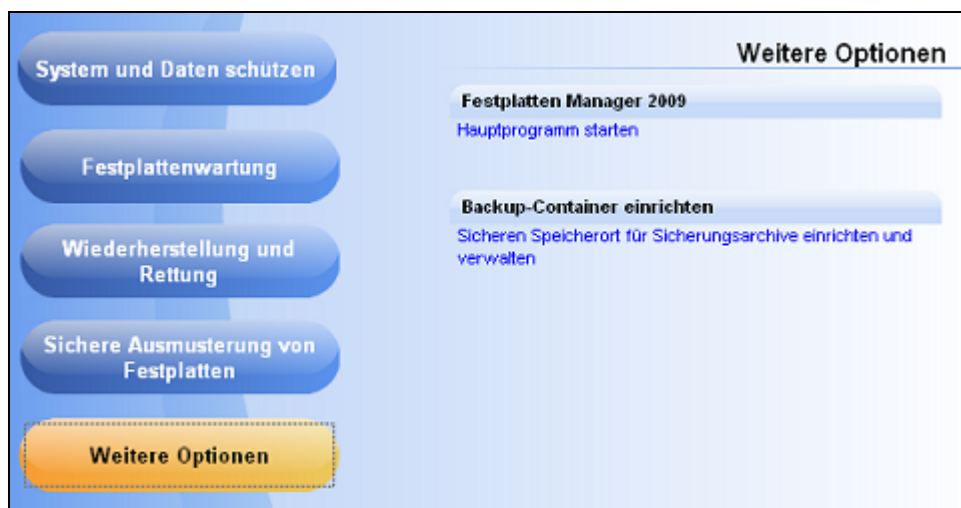 System und Daten schützen
Festplattenwartung
Wiederherstellung und
Rettung
Sichere Ausmusterung von
Festplatten
Weitere Optionen
Weitere Optionen
Festplatten Manager 2009
Hauptprogramm starten
Backup-Container einrichten
Sicheren Speicherort für Sicherungsarchive einrichten und
verwalten